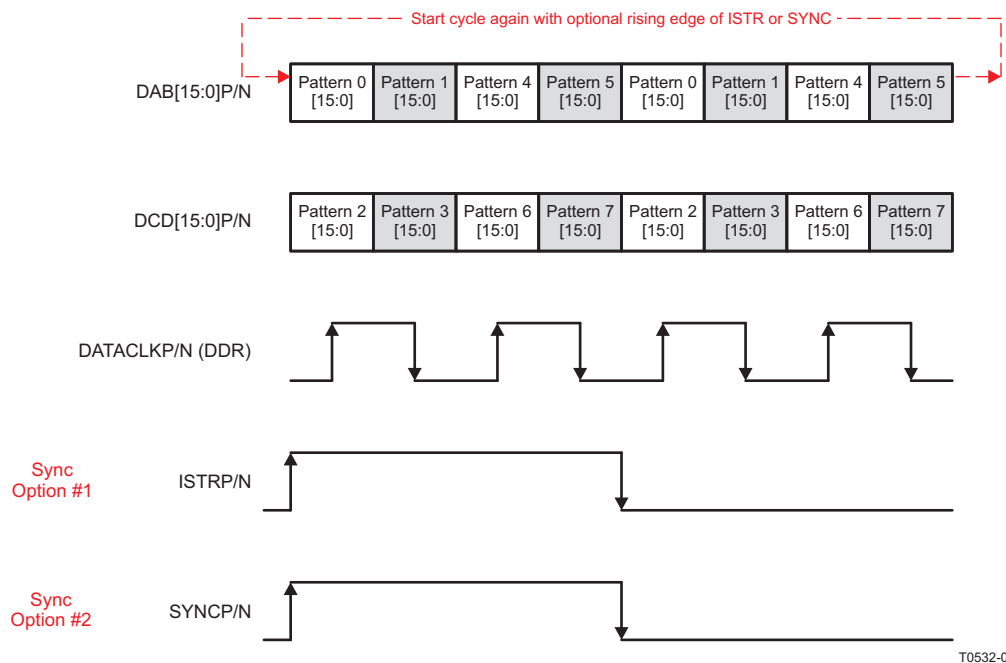 Start cycle again with optional rising edge of ISTR or SYNC
DAB[15:0]P/N
Pattern 0 [15:0]
Pattern 1 [15:0]
Pattern 4 [15:0]
Pattern 5 [15:0]
Pattern 0 [15:0]
Pattern 1 [15:0]
Pattern 4 [15:0]
Pattern 5 [15:0]
DCD[15:0]P/N
Pattern 2 [15:0]
Pattern 3 [15:0]
Pattern 6 [15:0]
Pattern 7 [15:0]
Pattern 2 [15:0]
Pattern 3 [15:0]
Pattern 6 [15:0]
Pattern 7 [15:0]
DATACLKP/N (DDR)
Sync
Option #1
ISTRP/N
Sync
Option #2
SYNCP/N
T0532-0